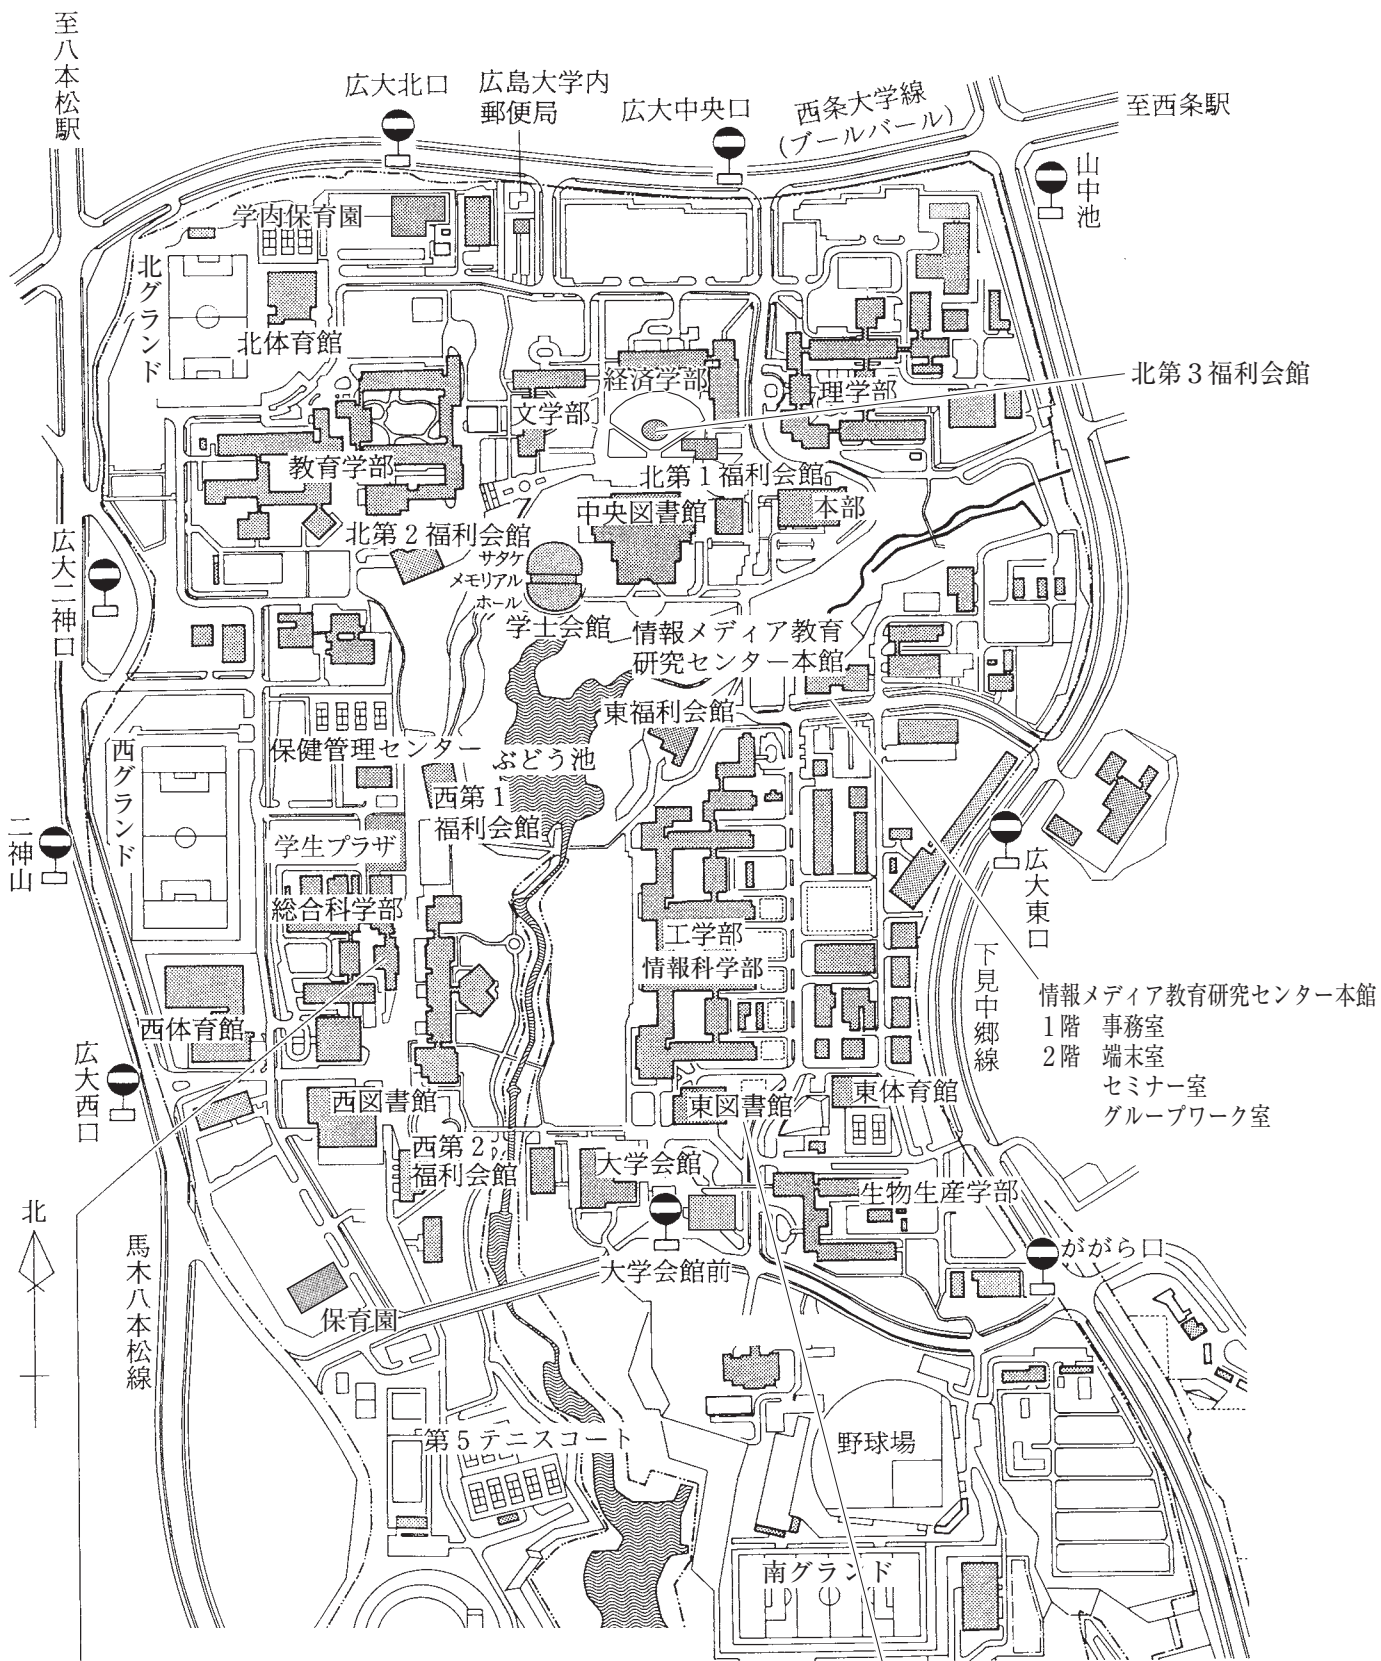 至八本松駅
広大北口
広島大学内
郵便局
広大中央口
西条大学線
(ブールバール)
至西条駅
山中池
学内保育園
北グランド
北体育館
経済学部
理学部
北第3福利会館
文学部
教育学部
北第1福利会館
中央図書館
本部
北第2福利会館
サタケ
メモリアル
ホール
学士会館
広大二神口
情報メディア教育
研究センター本館
東福利会館
保健管理センター
ぶどう池
西グランド
西第1
福利会館
二神山
学生プラザ
広大東口
総合科学部
工学部
情報科学部
下見中郷線
情報メディア教育研究センター本館
1階 事務室
2階 端末室
セミナー室
グループワーク室
西体育館
広大西口
西図書館
東図書館
東体育館
西第2
福利会館
大学会館
生物生産学部
北
馬木八本松線
ががら口
大学会館前
保育園
第5テニスコート
野球場
南グランド